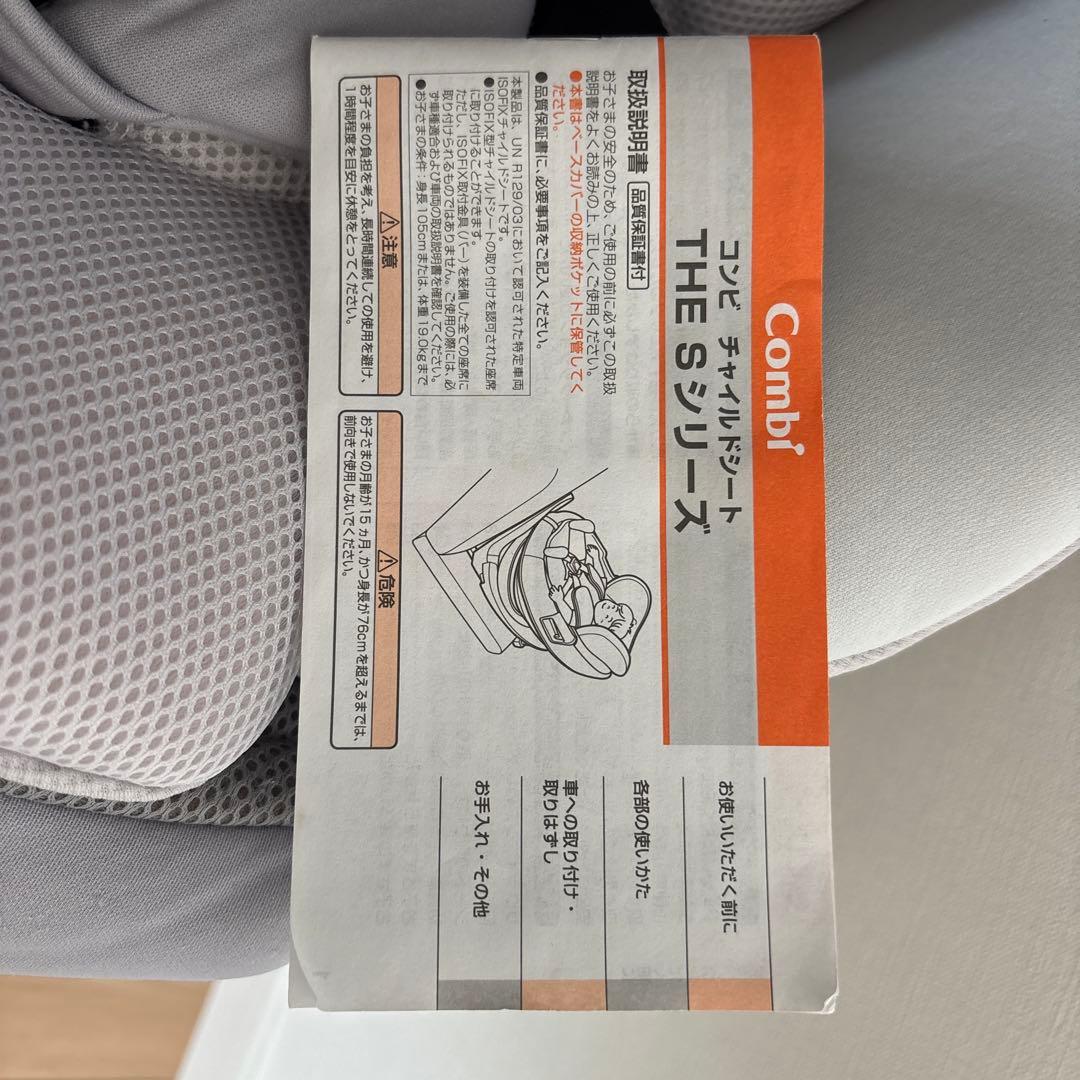 Combi
コンビ チャイルドシート
THE Sシリーズ
取扱説明書 品質保証書付
お子さまの安全のため、ご使用の前に必ずこの取扱
説明書をよくお読みの上、正しくご使用ください。
●本書はベースカバーの収納ポケットに保管してく
ださい。
●品質保証書に、必要事項をご記入ください。
本製品は、UN R129/03において認可された特定車両
ISOFIXチャイルドシートです。
●ISOFIX型チャイルドシートの取り付けを認可された座席
に取り付けることができます。
ただし、ISOFIX取付金具（バー）を装備した全ての座席に
取り付けられるものではありません。ご使用の際には、必
ず車種適合および車両の取扱説明書を確認してください。
●お子さまの条件：身長 105cmまたは、体重 19.0kgまで
注意
お子さまの負担を考え、長時間連続しての使用を避け、
1時間程度を目安に休憩をとってください。
危険
お子さまの月齢が15ヵ月、かつ身長が76cmを超えるまでは、
前向きで使用しないでください。
お使いいただく前に
各部の使いかた
車への取り付け・
取りはずし
お手入れ・その他